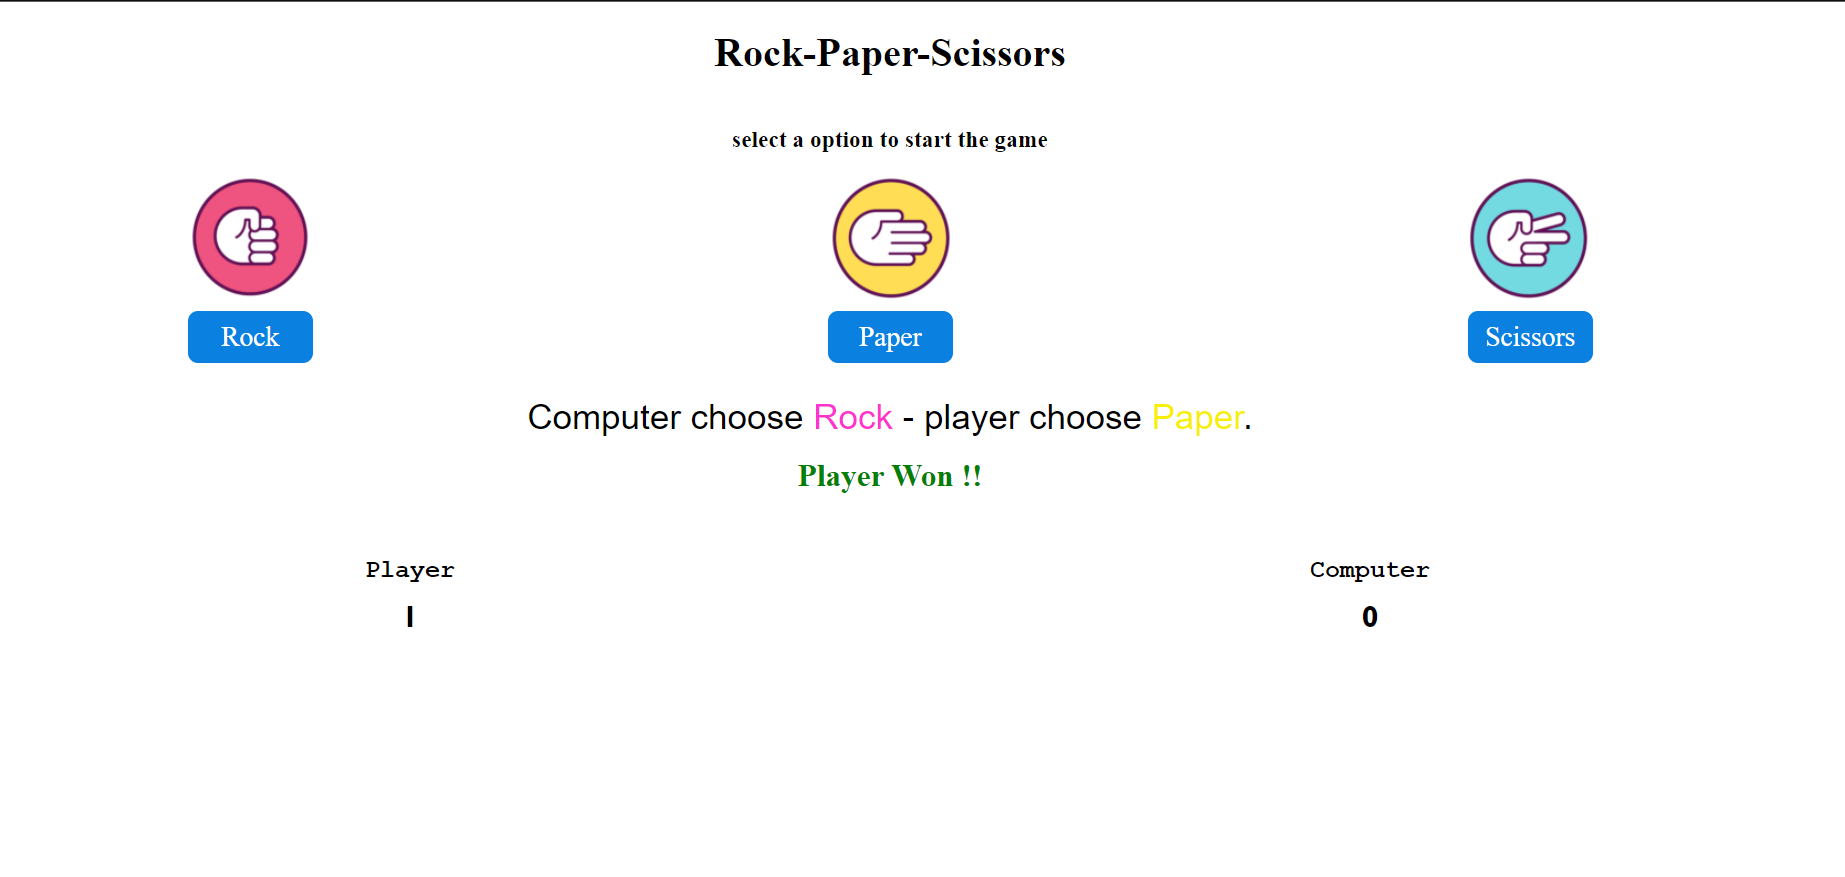 Rock-Paper-Scissors
select a option to start the game
Rock Paper Scissors
Computer choose Rock - player choose Paper.
Player Won !!
Player Computer
I 0